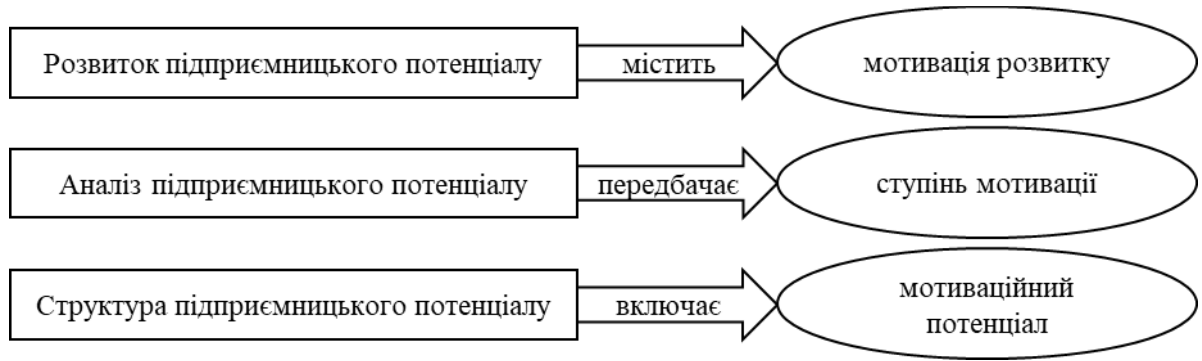 Розвиток підприємницького потенціалу
містить
мотивація розвитку
Аналіз підприємницького потенціалу
передбачає
ступінь мотивації
Структура підприємницького потенціалу
включає
мотиваційний
потенціал